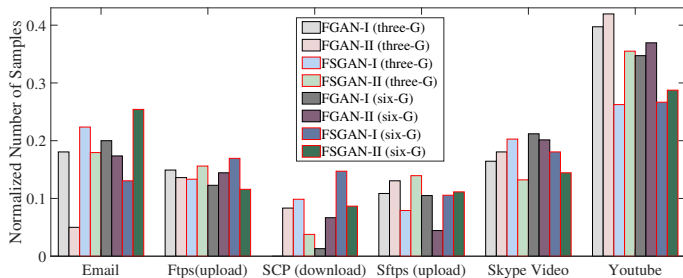 Normalized Number of Samples
0.4
0.3
0.2
0.1
0
FGAN-I (three-G)
FGAN-II (three-G)
FSGAN-I (three-G)
FSGAN-II (three-G)
FGAN-I (six-G)
FGAN-II (six-G)
FSGAN-I (six-G)
FSGAN-II (six-G)
Email Ftps(upload) SCP (download) Sftps (upload) Skype Video Youtube